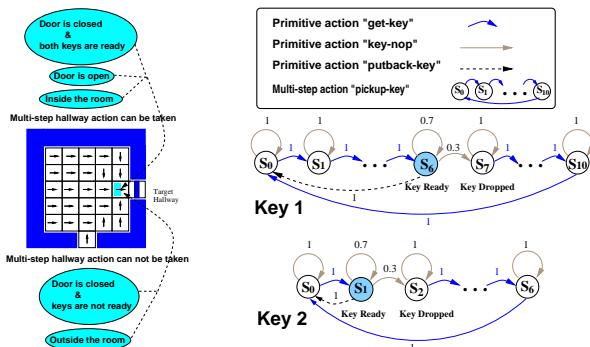 Door is closed
&
both keys are ready
Door is open
Inside the room
Multi-step hallway action can be taken
Target
Hallway
Multi-step hallway action can not be taken
Door is closed
&
keys are not ready
Outside the room
Primitive action "get-key"
Primitive action "key-nop"
Primitive action "putback-key"
Multi-step action "pickup-key"
S0 S1 . . . S10
1 1 0.7 1 1
1 1 1 0.3 1 1
S0 S1 . . . S6 S7 . . . S10
Key Ready Key Dropped
1
Key 1
1
1 0.7 1 1
1 0.3 1 1
S0 S1 S2 . . . S6
1
Key Ready Key Dropped
Key 2
1